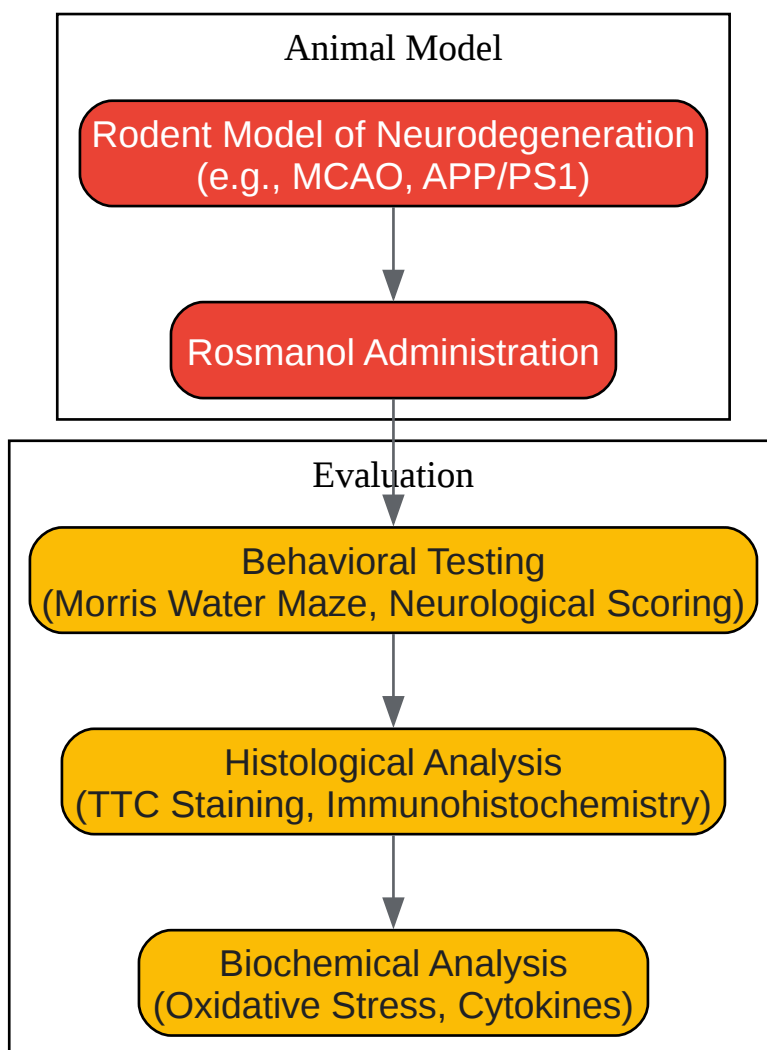 Animal Model
Rodent Model of Neurodegeneration
(e.g., MCAO, APP/PS1)
Rosmanol Administration
Evaluation
Behavioral Testing
(Morris Water Maze, Neurological Scoring)
Histological Analysis
(TTC Staining, Immunohistochemistry)
Biochemical Analysis
(Oxidative Stress, Cytokines)